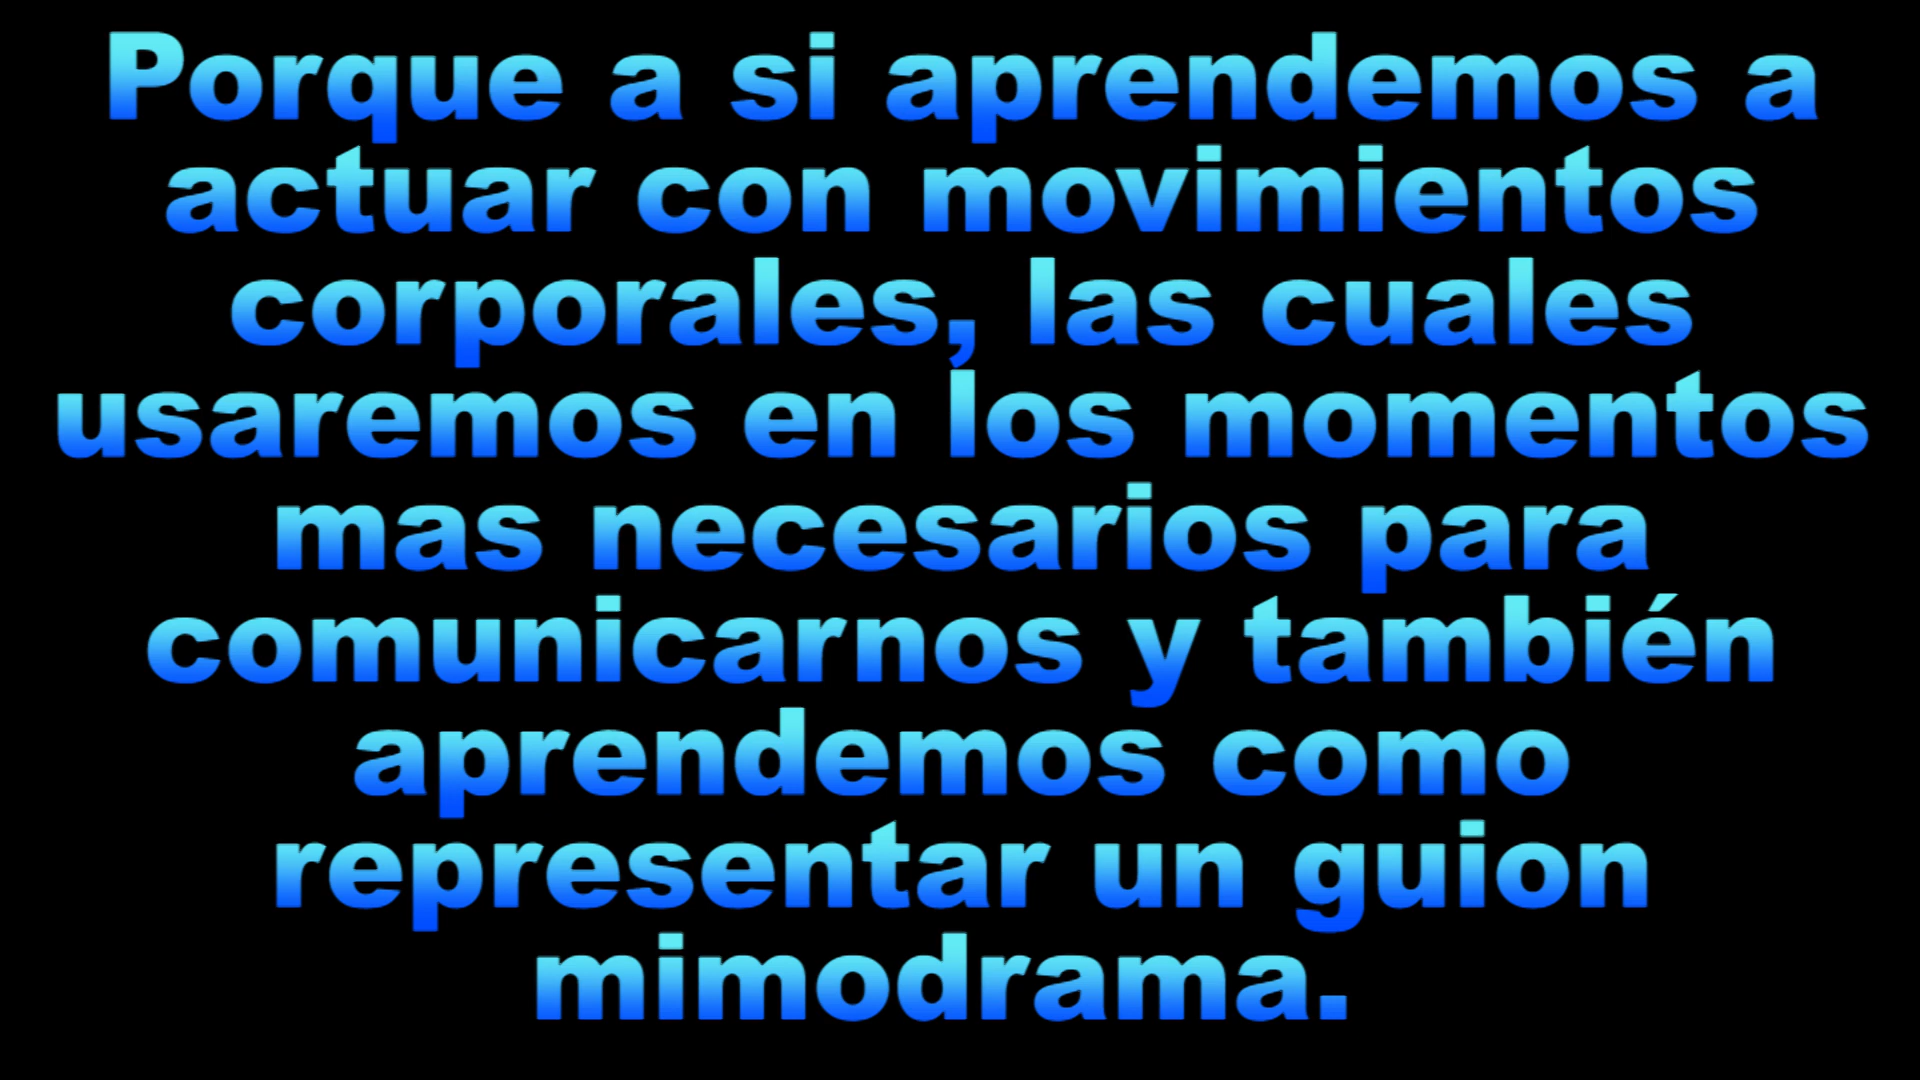 Porque a si aprendemos a
actuar con movimientos
corporales, las cuales
usaremos en los momentos
mas necesarios para
comunicarnos y también
aprendemos como
representar un guion
mimodrama.